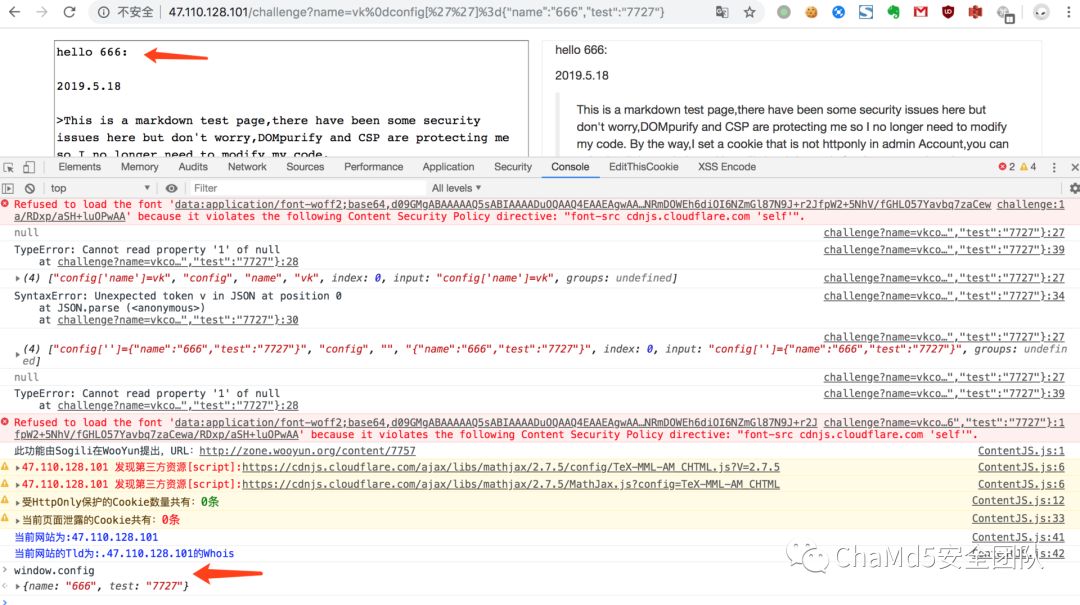 不安全 | 47.110.128.101/challenge?name=vk%0dconfig[%27%27]%3d{"name":"666","test":"7727"}
hello 666:
2019.5.18
>This is a markdown test page,there have been some security
issues here but don't worry,DOMpurify and CSP are protecting me
so I no longer need to modify my code.
hello 666:
2019.5.18
This is a markdown test page,there have been some security issues here but
don't worry,DOMpurify and CSP are protecting me so I no longer need to modify
my code. By the way,I set a cookie that is not httponly in admin Account,you can
Elements Memory Audits Network Sources Performance Application Security Console EditThisCookie XSS Encode 2 4
top Filter All levels
Refused to load the font 'data:application/font-woff2;base64,d09GMgABAAAAAQ5sABIAAAADuOQAAQ4EAAEAgwAA…NRmDOWEh6diOI6NZmGl87N9J+r2JfpW2+5NhV/fGHLO57Yavbq7zaCew challenge:1
a/RDxp/aSH+luOPwAA' because it violates the following Content Security Policy directive: "font-src cdnjs.cloudflare.com 'self'".
null challenge?name=vkco…","test":"7727"}:27
TypeError: Cannot read property '1' of null challenge?name=vkco…","test":"7727"}:39
at challenge?name=vkco…","test":"7727"}:28
(4) ["config['name']=vk", "config", "name", "vk", index: 0, input: "config['name']=vk", groups: undefined] challenge?name=vkco…","test":"7727"}:27
SyntaxError: Unexpected token v in JSON at position 0 challenge?name=vkco…","test":"7727"}:34
at JSON.parse (<anonymous>)
at challenge?name=vkco…","test":"7727"}:30
challenge?name=vkco…","test":"7727"}:27
(4) ["config['']={"name":"666","test":"7727"}", "config", "", "{"name":"666","test":"7727"}", index: 0, input: "config['']={"name":"666","test":"7727"}", groups: undefin
ed]
null challenge?name=vkco…","test":"7727"}:27
TypeError: Cannot read property '1' of null challenge?name=vkco…","test":"7727"}:39
at challenge?name=vkco…","test":"7727"}:28
Refused to load the font 'data:application/font-woff2;base64,d09GMgABAAAAAQ5sABIAAAADuOQAAQ4EAAEAgwAA…NRmDOWEh6diOI6NZmGl87N9J+r2J challenge?name=vkco…6","test":"7727"}:1
fpW2+5NhV/fGHLO57Yavbq7zaCewa/RDxp/aSH+luOPwAA' because it violates the following Content Security Policy directive: "font-src cdnjs.cloudflare.com 'self'".
此功能由Sogili在WooYun提出, URL: http://zone.wooyun.org/content/7757 ContentJS.js:1
47.110.128.101 发现第三方资源[script]:https://cdnjs.cloudflare.com/ajax/libs/mathjax/2.7.5/config/TeX-MML-AM_CHTML.js?V=2.7.5 ContentJS.js:6
47.110.128.101 发现第三方资源[script]:https://cdnjs.cloudflare.com/ajax/libs/mathjax/2.7.5/MathJax.js?config=TeX-MML-AM_CHTML ContentJS.js:6
受HttpOnly保护的Cookie数量共有: 0条 ContentJS.js:12
当前页面泄露的Cookie共有: 0条 ContentJS.js:33
当前网站为:47.110.128.101 ContentJS.js:41
当前网站的Tld为:.47.110.128.101的Whois ContentJS.js:42
window.config
{name: "666", test: "7727"}
ChaMd5安全团队